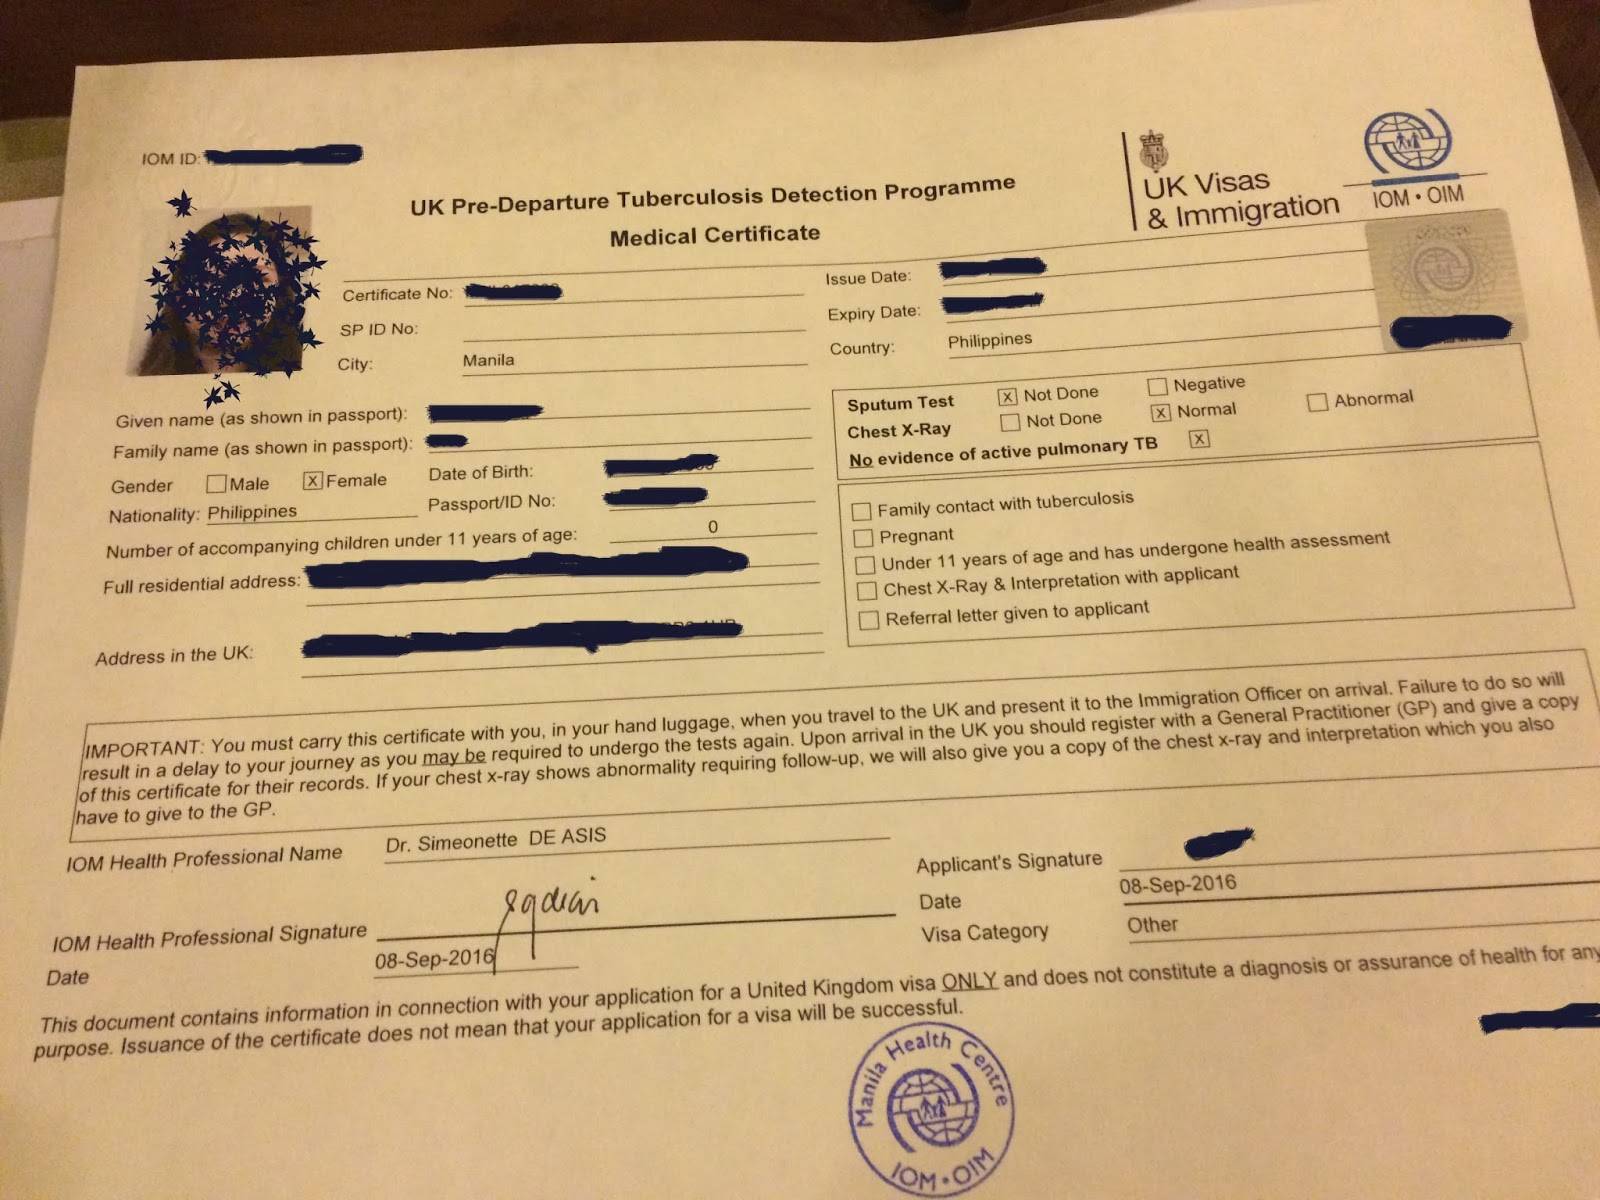 IOM ID:
UK Pre-Departure Tuberculosis Detection Programme
Medical Certificate
UK Visas
& Immigration
IOM • OIM
Certificate No:
SP ID No:
City: Manila
Issue Date:
Expiry Date:
Country: Philippines
Given name (as shown in passport):
Family name (as shown in passport):
Gender Male X Female
Date of Birth:
Nationality: Philippines
Passport/ID No:
Number of accompanying children under 11 years of age: 0
Full residential address:
Address in the UK:
Sputum Test X Not Done Negative
Chest X-Ray Not Done X Normal Abnormal
No evidence of active pulmonary TB X
Family contact with tuberculosis
Pregnant
Under 11 years of age and has undergone health assessment
Chest X-Ray & Interpretation with applicant
Referral letter given to applicant
IMPORTANT: You must carry this certificate with you, in your hand luggage, when you travel to the UK and present it to the Immigration Officer on arrival. Failure to do so will
result in a delay to your journey as you may be required to undergo the tests again. Upon arrival in the UK you should register with a General Practitioner (GP) and give a copy
of this certificate for their records. If your chest x-ray shows abnormality requiring follow-up, we will also give you a copy of the chest x-ray and interpretation which you also
have to give to the GP.
IOM Health Professional Name Dr. Simeonette DE ASIS
IOM Health Professional Signature
Date 08-Sep-2016
Applicant's Signature
Date 08-Sep-2016
Visa Category Other
This document contains information in connection with your application for a United Kingdom visa ONLY and does not constitute a diagnosis or assurance of health for any
purpose. Issuance of the certificate does not mean that your application for a visa will be successful.
Manila Health Centre
IOM • OIM